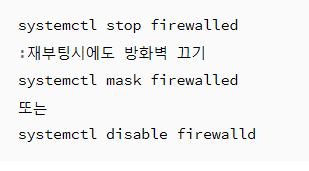 systemctl stop firewalled
:재부팅시에도 방화벽 끄기
systemctl mask firewalled
또는
systemctl disable firewalld